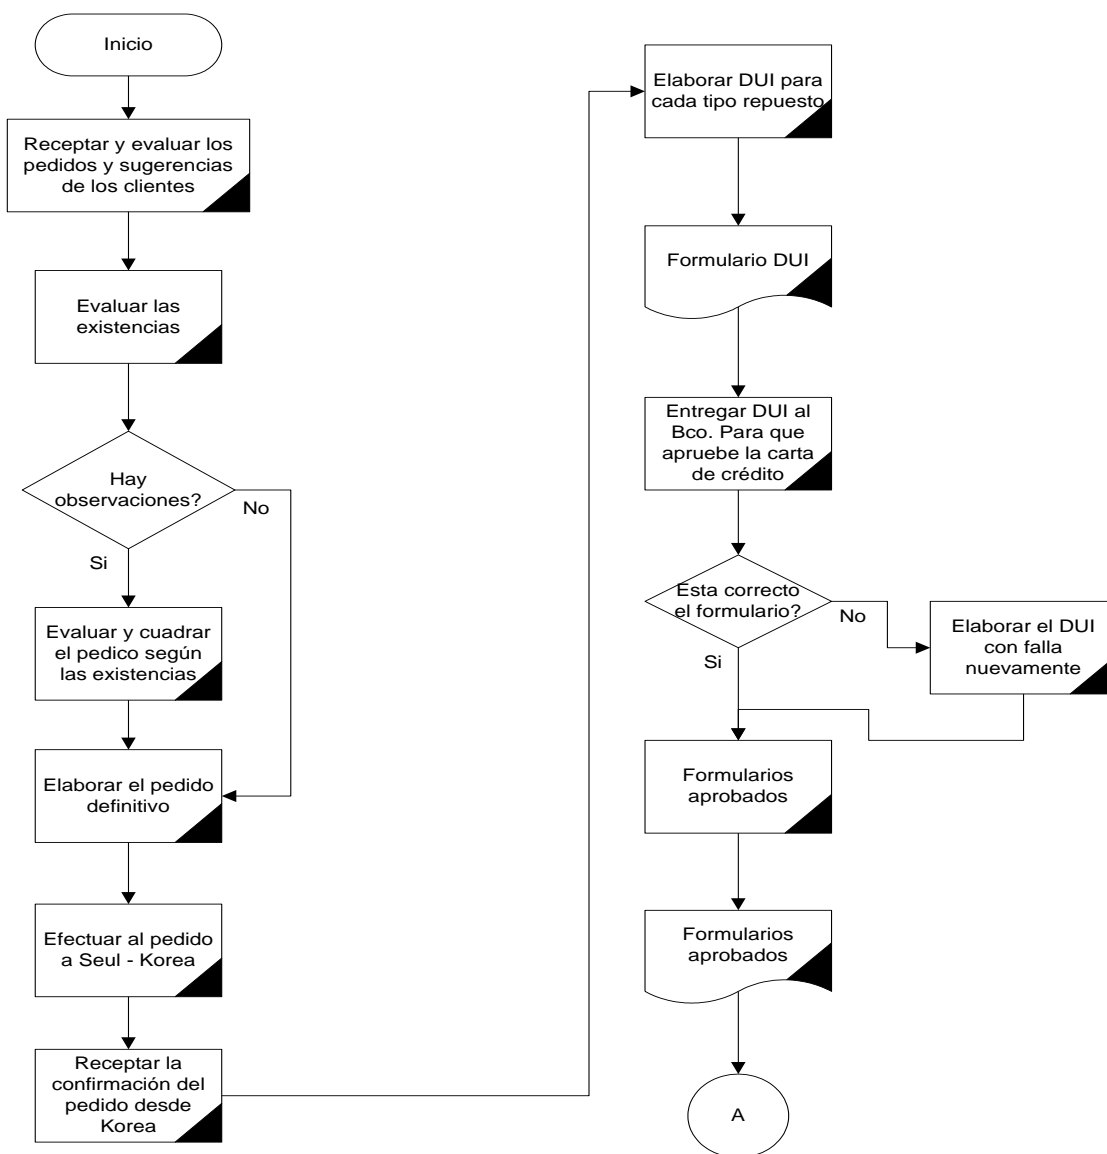 Inicio
Receptar y evaluar los
pedidos y sugerencias
de los clientes
Evaluar las
existencias
Hay
observaciones?
No
Si
Evaluar y cuadrar
el pedico según
las existencias
Elaborar el pedido
definitivo
Efectuar al pedido
a Seul - Korea
Receptar la
confirmación del
pedido desde
Korea
Elaborar DUI para
cada tipo repuesto
Formulario DUI
Entregar DUI al
Bco. Para que
apruebe la carta
de crédito
Esta correcto
el formulario?
No
Si
Elaborar el DUI
con falla
nuevamente
Formularios
aprobados
Formularios
aprobados
A